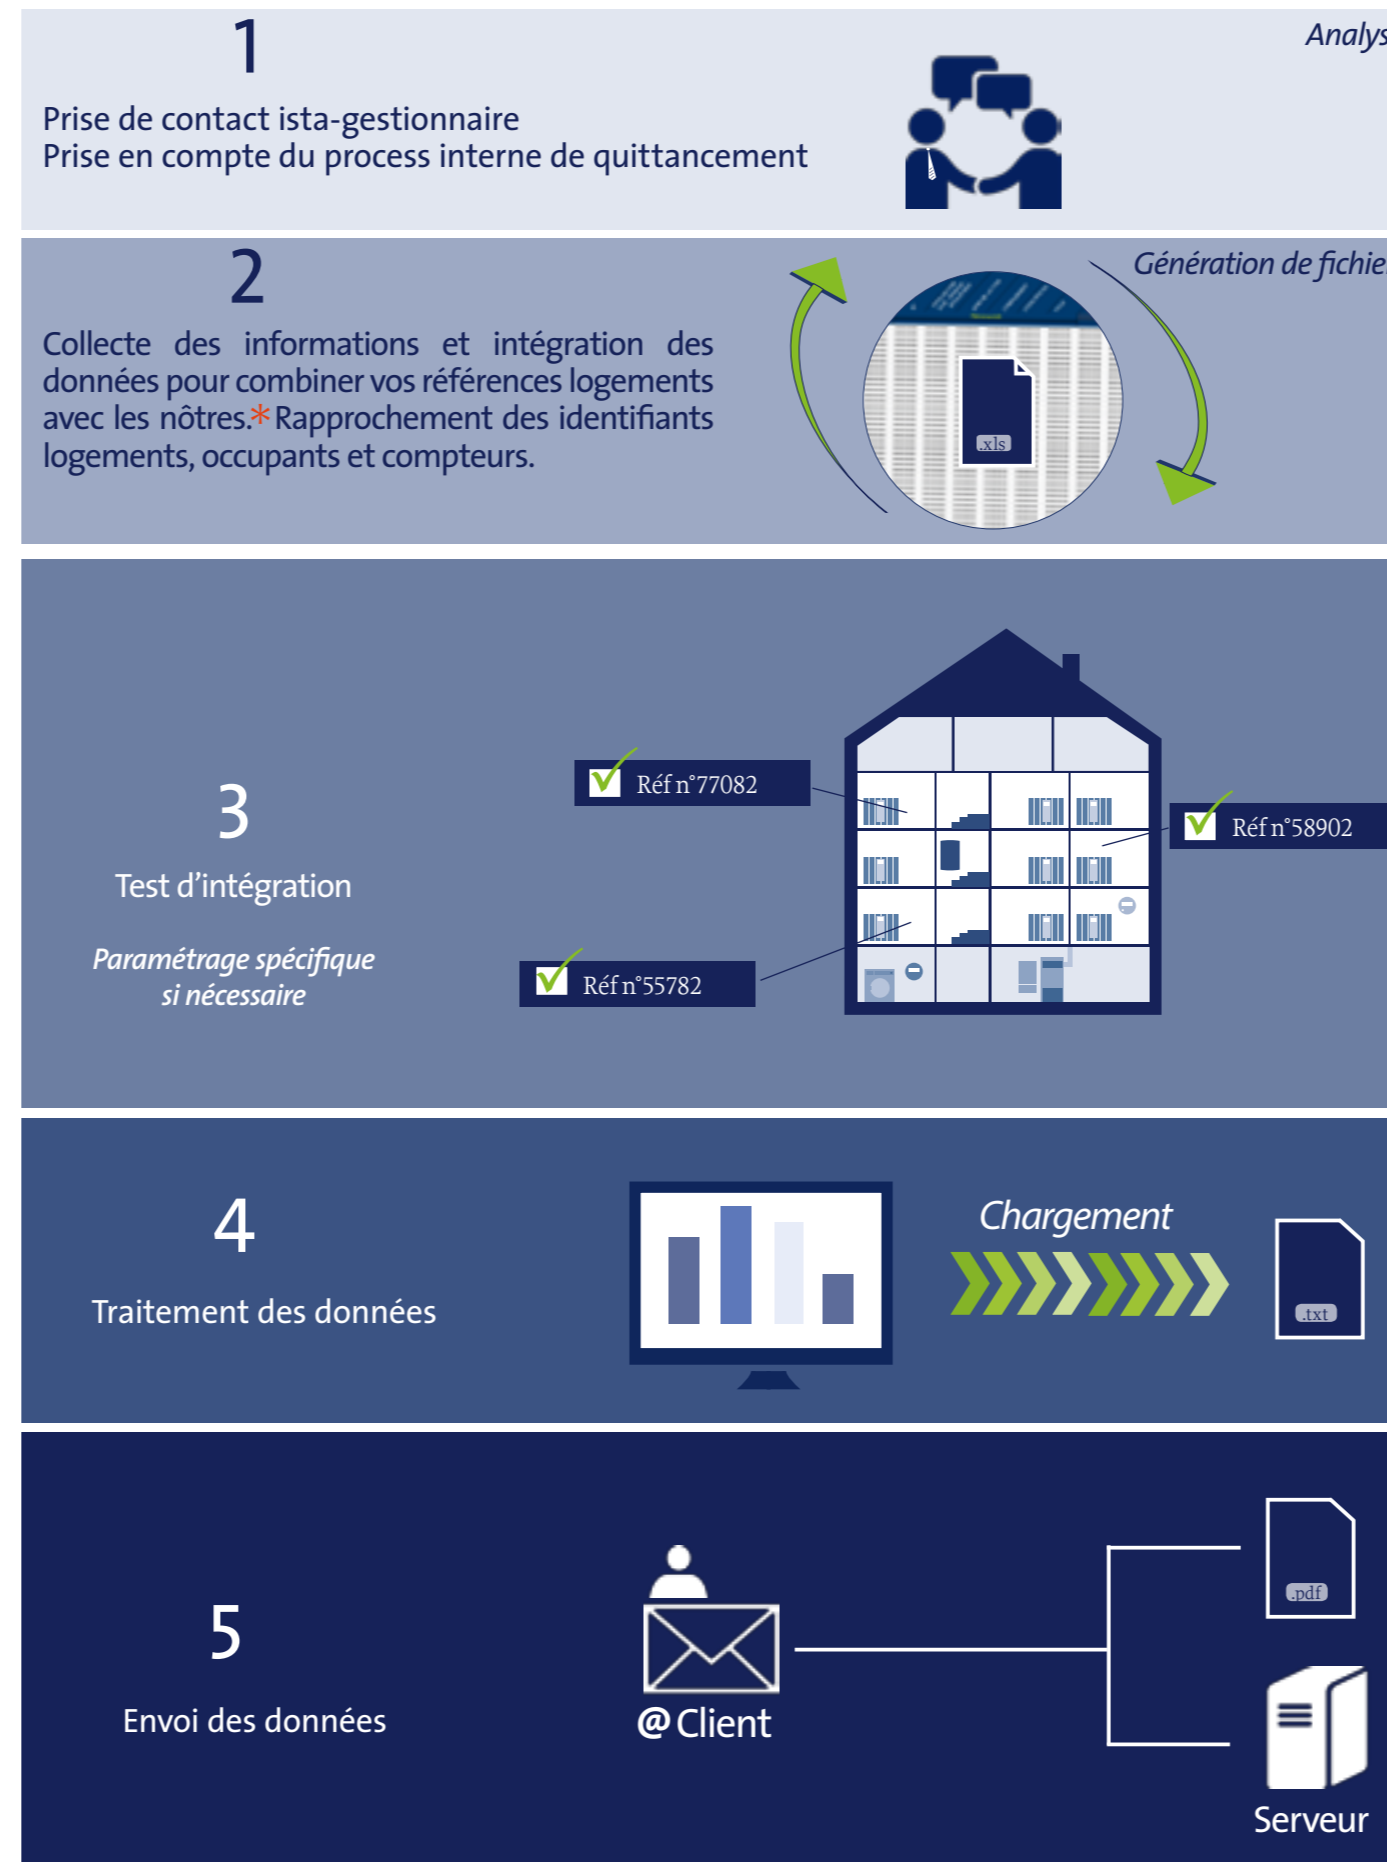 1
Analys
Prise de contact ista-gestionnaire
Prise en compte du process interne de quittancement
2
Génération de fichie
Collecte des informations et intégration des
données pour combiner vos références logements
avec les nôtres.* Rapprochement des identifiants
logements, occupants et compteurs.
.xls
Réf n°77082
Réf n°58902
3
Test d’intégration
Paramétrage spécifique
si nécessaire
Réf n°55782
4
Traitement des données
Chargement
.txt
5
Envoi des données
@Client
.pdf
Serveur